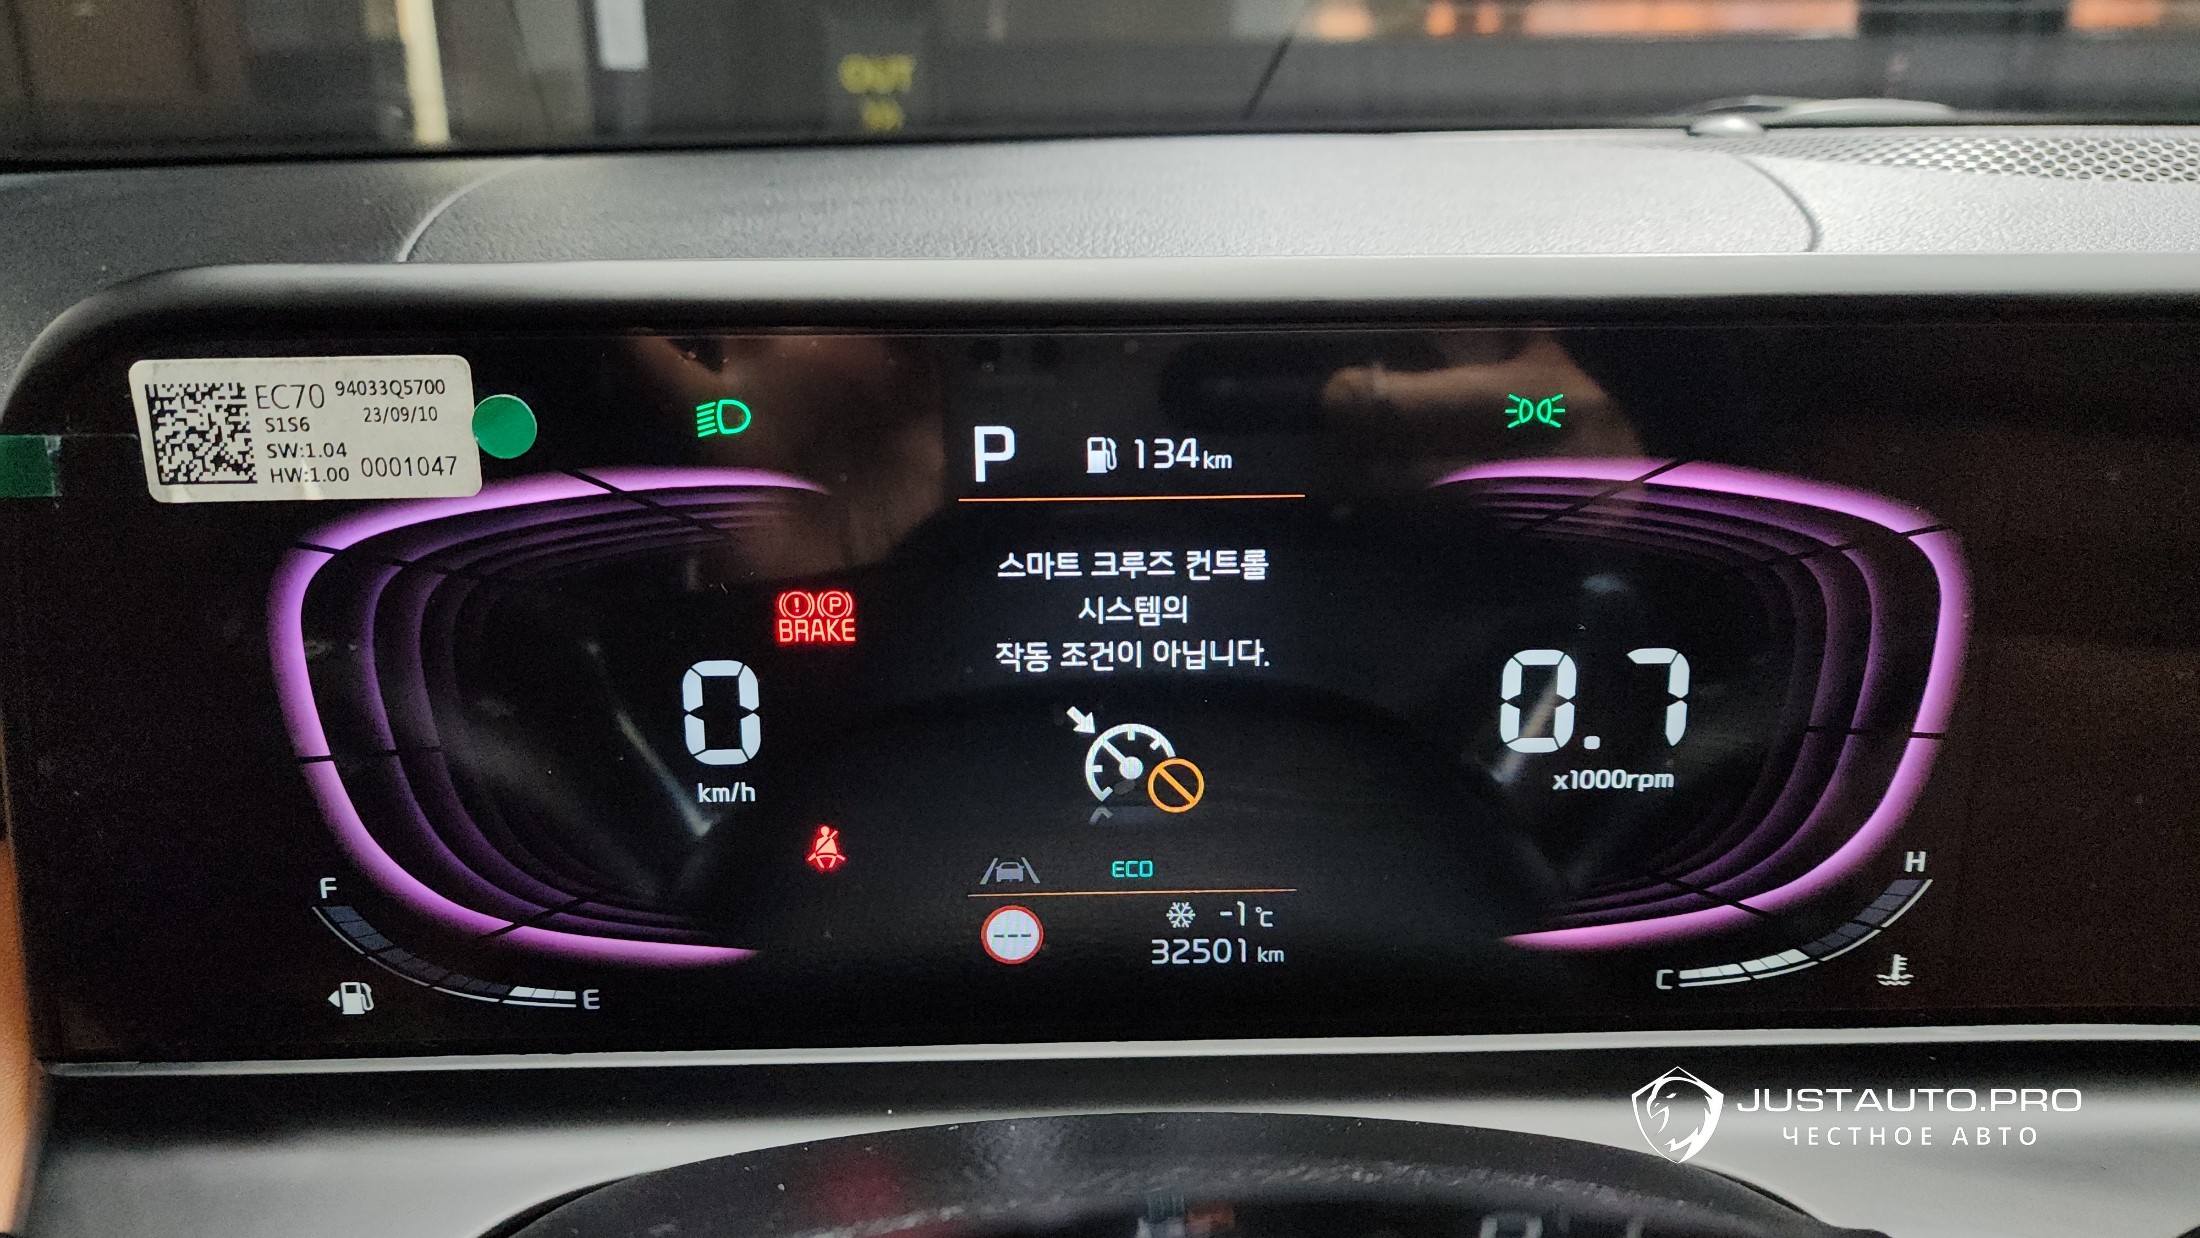 OUT
EC70 94033Q5700
S1S6 23/09/10
SW:1.04
HW:1.00 0001047
P 134km
스마트 크루즈 컨트롤
시스템의
작동 조건이 아닙니다.
BRAKE
0
km/h
0.7
x1000rpm
ECO
-1℃
32501 km
F
E
H
C
JUSTAUTO.PRO
ЧЕСТНОЕ АВТО